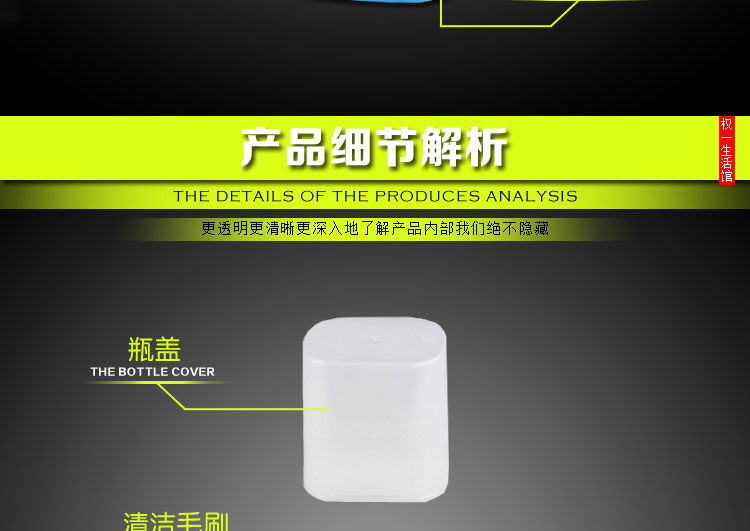 产品细节解析
权一生活馆
THE DETAILS OF THE PRODUCES ANALYSIS
更透明更清晰更深入地了解产品内部我们绝不隐藏
瓶盖
THE BOTTLE COVER
清洁毛刷